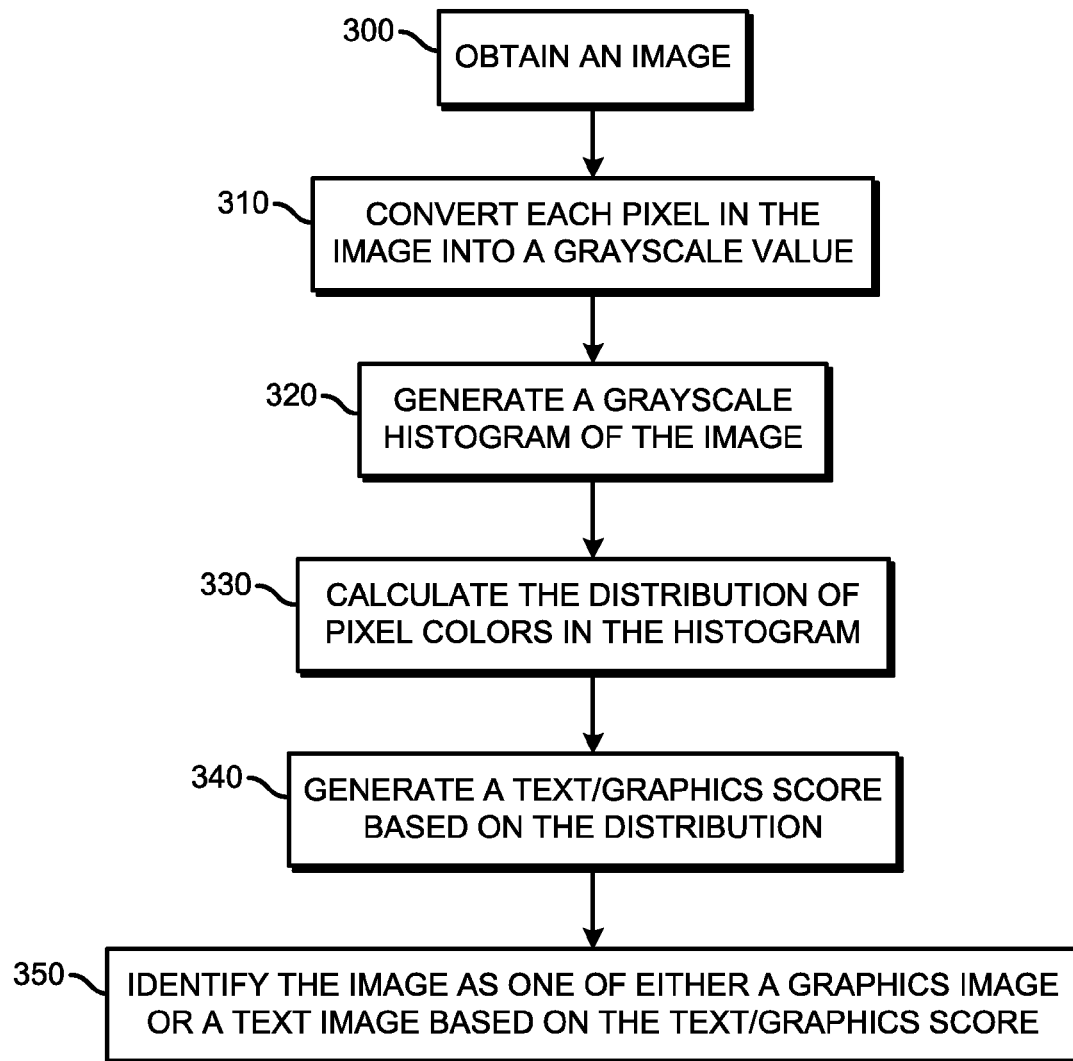 300
OBTAIN AN IMAGE
310
CONVERT EACH PIXEL IN THE
IMAGE INTO A GRAYSCALE VALUE
320
GENERATE A GRAYSCALE
HISTOGRAM OF THE IMAGE
330
CALCULATE THE DISTRIBUTION OF
PIXEL COLORS IN THE HISTOGRAM
340
GENERATE A TEXT/GRAPHICS SCORE
BASED ON THE DISTRIBUTION
350
IDENTIFY THE IMAGE AS ONE OF EITHER A GRAPHICS IMAGE
OR A TEXT IMAGE BASED ON THE TEXT/GRAPHICS SCORE